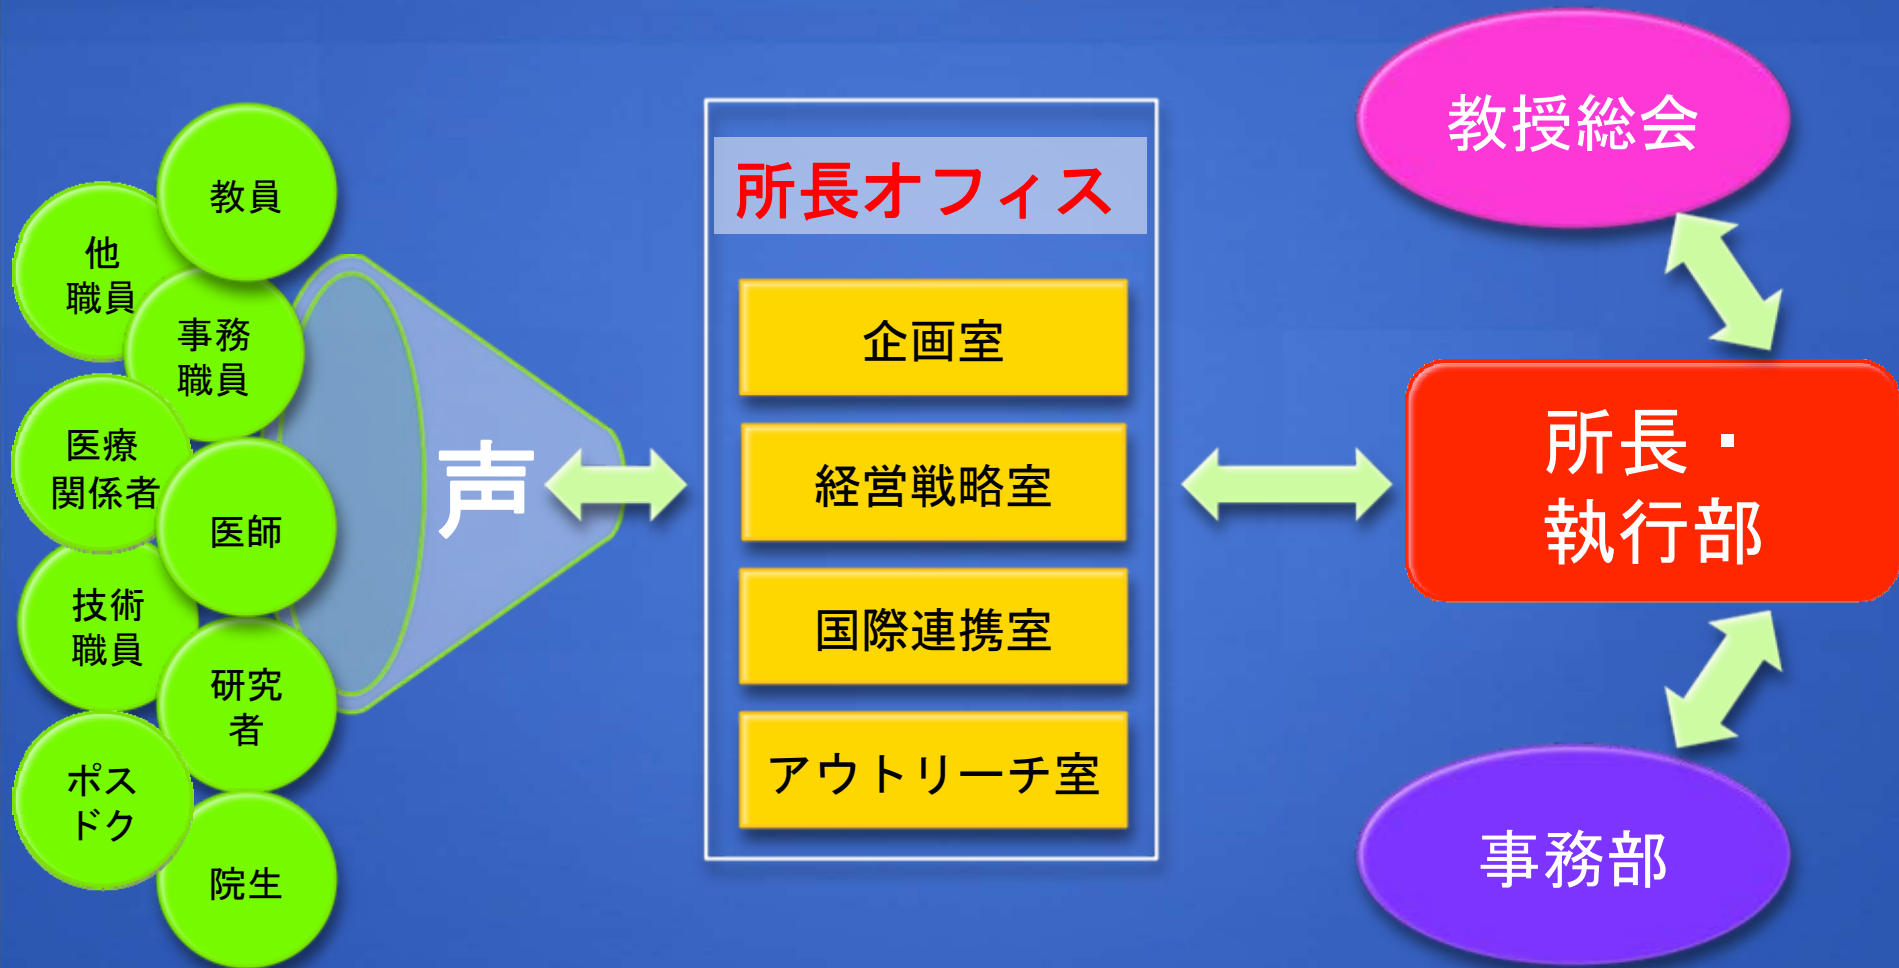 教員
他
職員
事務
職員
医療
関係者
医師
技術
職員
研究
者
ポス
ドク
院生
声
所長オフィス
企画室
経営戦略室
国際連携室
アウトリーチ室
教授総会
所長・
執行部
事務部